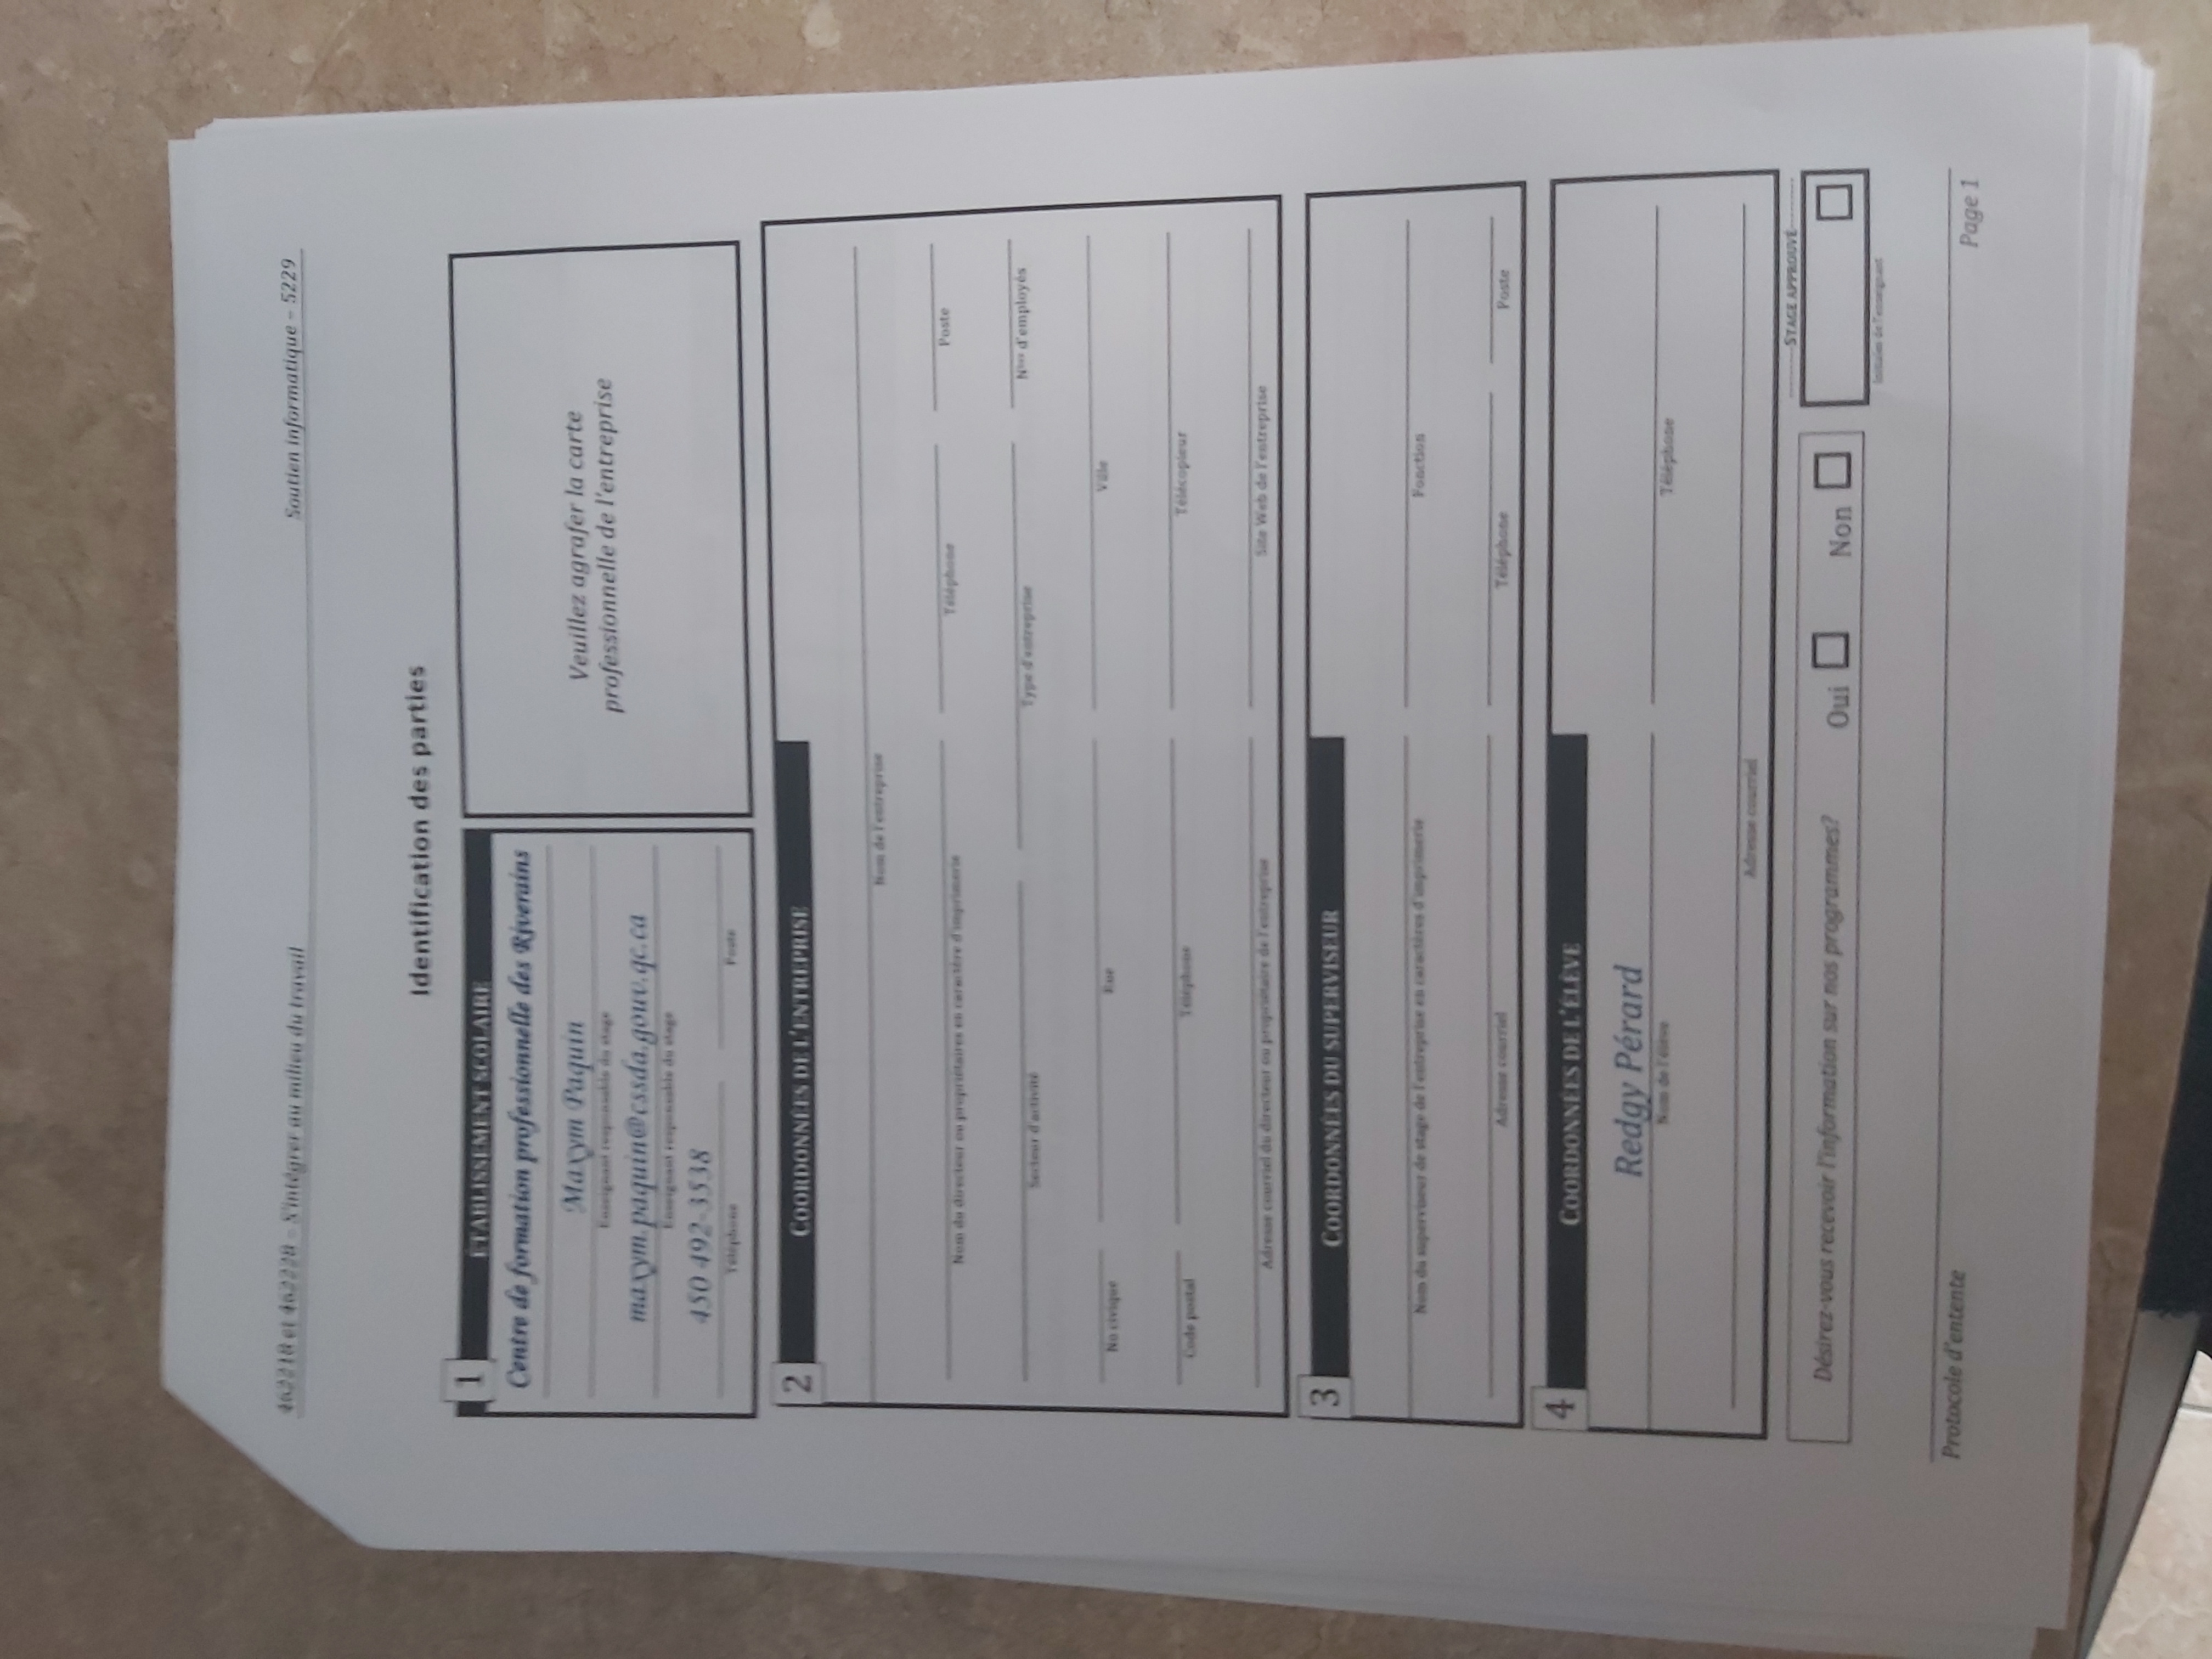 462218 et 462228 – S'intégrer au milieu du travail Soutien informatique – 5229
Identification des parties
1 ÉTABLISSEMENT SCOLAIRE
Centre de formation professionnelle des Riverains
Maxym Paquin
Enseignant responsable du stage
maxym.paquin@cssda.gouv.qc.ca
Enseignant responsable du stage
450 492-3538
Téléphone Poste
Veuillez agrafer la carte
professionnelle de l'entreprise
2 COORDONNÉES DE L'ENTREPRISE
Nom de l'entreprise
Nom du directeur ou propriétaires en caractère d'imprimerie Téléphone Poste
Secteur d'activité Type d'entreprise Nbre d'employés
No civique Rue Ville
Code postal Téléphone Télécopieur
Adresse courriel du directeur ou propriétaire de l'entreprise Site Web de l'entreprise
3 COORDONNÉES DU SUPERVISEUR
Nom du superviseur de stage de l'entreprise en caractères d'imprimerie Fonction
Adresse courriel Téléphone Poste
4 COORDONNÉES DE L'ÉLÈVE
Redgy Pérard
Nom de l'élève Téléphone
Adresse courriel
Désirez-vous recevoir l'information sur nos programmes? Oui Non
STAGE APPROUVÉ
Initiales de l'enseignant
Protocole d'entente Page 1